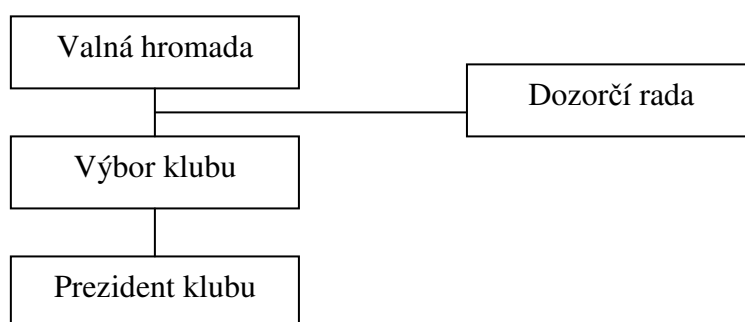 Valná hromada
Dozorčí rada
Výbor klubu
Prezident klubu